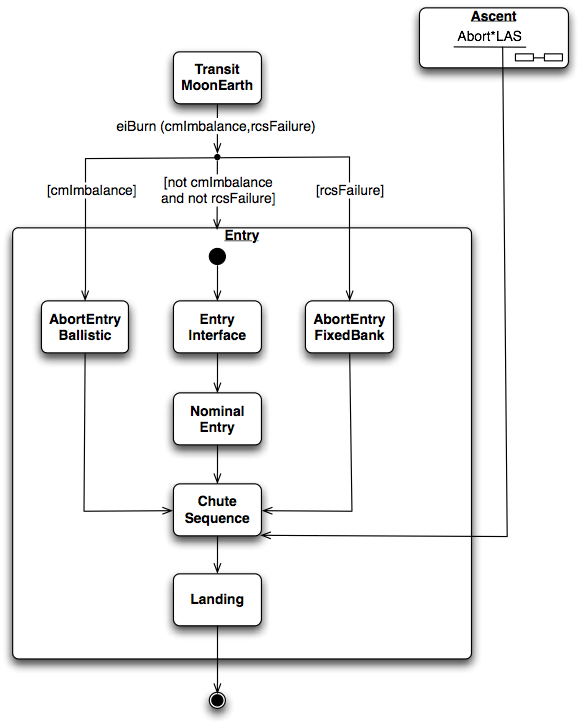 Ascent
Abort*LAS
Transit
MoonEarth
eiBurn (cmImbalance,rcsFailure)
[cmImbalance]
[not cmImbalance
and not rcsFailure]
[rcsFailure]
Entry
AbortEntry
Ballistic
Entry
Interface
AbortEntry
FixedBank
Nominal
Entry
Chute
Sequence
Landing